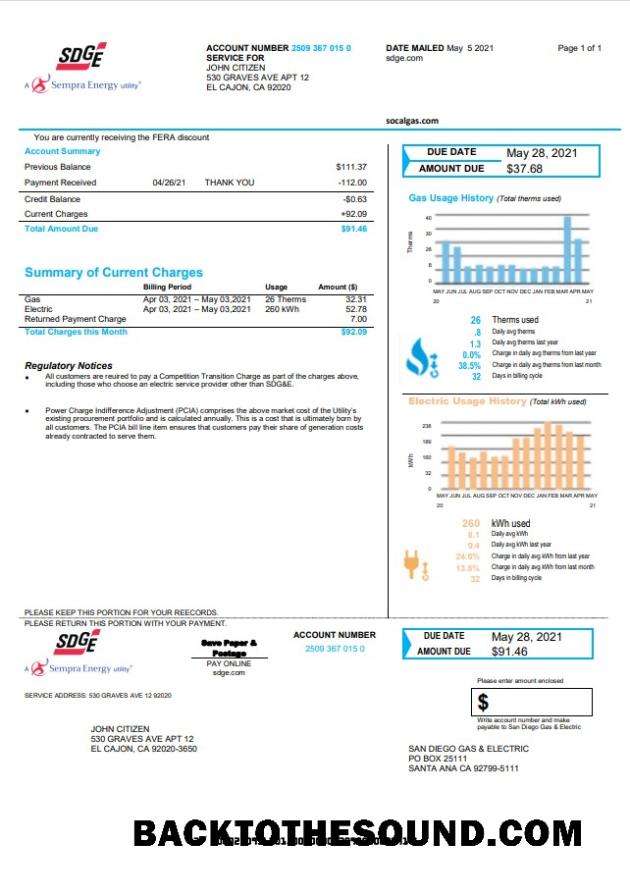 SDGE
A Sempra Energy utility®
ACCOUNT NUMBER 2509 367 015 0
SERVICE FOR
JOHN CITIZEN
530 GRAVES AVE APT 12
EL CAJON, CA 92020
DATE MAILED May 5 2021
sdge.com
Page 1 of 1
socalgas.com
You are currently receiving the FERA discount
Account Summary
Previous Balance $111.37
Payment Received 04/26/21 THANK YOU -112.00
Credit Balance -$0.63
Current Charges +92.09
Total Amount Due $91.46
DUE DATE May 28, 2021
AMOUNT DUE $37.68
Summary of Current Charges
Billing Period Usage Amount ($)
Gas Apr 03, 2021 – May 03,2021 26 Therms 32.31
Electric Apr 03, 2021 – May 03,2021 260 kWh 52.78
Returned Payment Charge 7.00
Total Charges this Month $92.09
Regulatory Notices
• All customers are reuired to pay a Competition Transition Charge as part of the charges above,
including those who choose an electric service provider other than SDG&E.
• Power Charge Indifference Adjustment (PCIA) comprises the above market cost of the Utility's
existing procurement portfolio and is calculated annually. This is a cost that is ultimately born by
all customers. The PCIA bill line item ensures that customers pay their share of generation costs
already contracted to serve them.
Gas Usage History (Total therms used)
40
30
26
8
0
Therms
MAY JUN JUL AUG SEP OCT NOV DEC JAN FEB MAR APR MAY
20 21
26 Therms used
.8 Daily avg therms
1.3 Daily avg therms last year
0.0% Charge in daily avg therms from last year
38.5% Charge in daily avg therms from last month
32 Days in billing cycle
Electric Usage History (Total kWh used)
236
189
160
32
0
kWh
MAY JUN JUL AUG SEP OCT NOV DEC JAN FEB MAR APR MAY
20 21
260 kWh used
8.1 Daily avg kWh
9.4 Daily avg kWh last year
24.6% Charge in daily avg kWh from last year
13.8% Charge in daily avg kWh from last month
32 Days in billing cycle
PLEASE KEEP THIS PORTION FOR YOUR REECORDS.
PLEASE RETURN THIS PORTION WITH YOUR PAYMENT.
SDGE
A Sempra Energy utility®
Save Paper &
Postage
PAY ONLINE
sdge.com
ACCOUNT NUMBER
2509 367 015 0
DUE DATE May 28, 2021
AMOUNT DUE $91.46
SERVICE ADDRESS: 530 GRAVES AVE 12 92020
Please enter amount enclosed
$
Write account number and make
payable to San Diego Gas & Electric
JOHN CITIZEN
530 GRAVES AVE APT 12
EL CAJON, CA 92020-3650
SAN DIEGO GAS & ELECTRIC
PO BOX 25111
SANTA ANA CA 92799-5111
BACKTOTHESOUND.COM